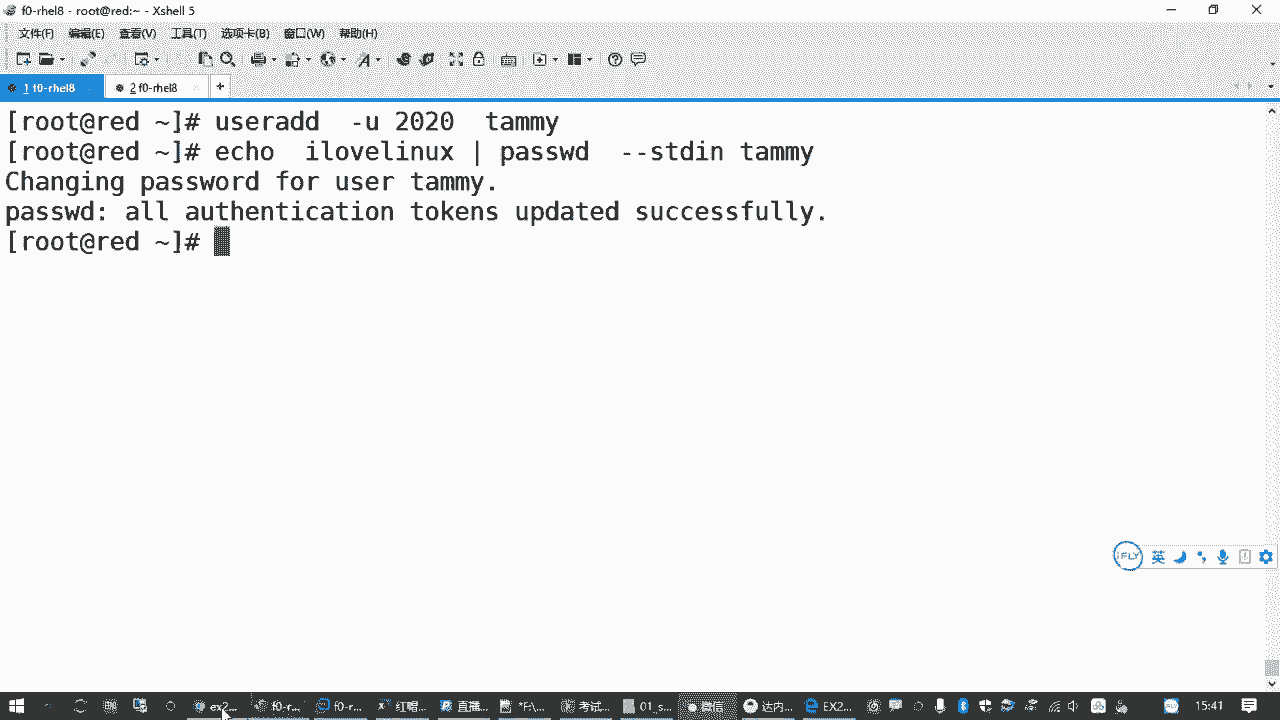 f0-rhel8 - root@red:~ - Xshell 5
文件(F) 编辑(E) 查看(V) 工具(T) 选项卡(B) 窗口(W) 帮助(H)
1 f0-rhel8
2 f0-rhel8
+
[root@red ~]# useradd  -u 2020  tammy
[root@red ~]# echo  ilovelinux | passwd  --stdin tammy
Changing password for user tammy.
passwd: all authentication tokens updated successfully.
[root@red ~]#
iFLY 英
ex2... f0-r... f0-r... 红帽... 直播... *F:\... 考试... 01_s... 微信 达内... EX2... 英 15:41